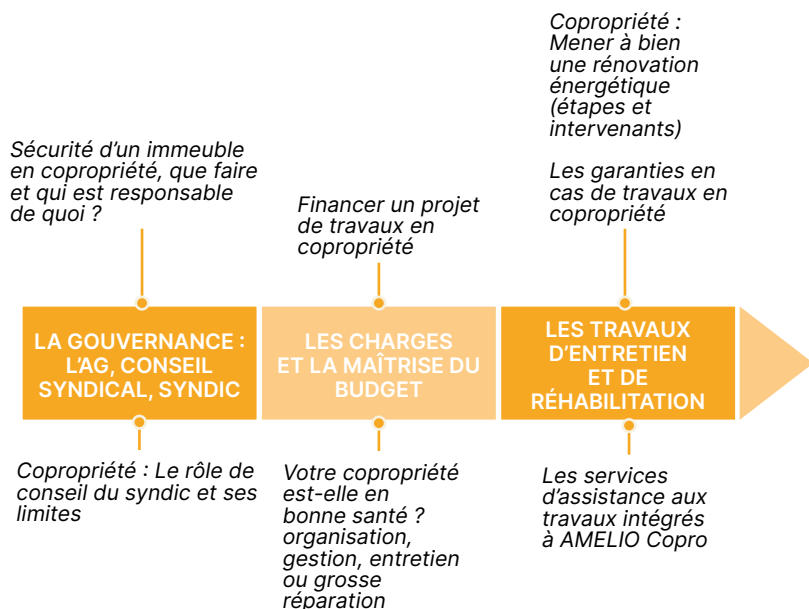 Copropriété :
Mener à bien
une rénovation
énergétique
(étapes et
intervenants)
Les garanties en
cas de travaux en
copropriété
Sécurité d'un immeuble
en copropriété, que faire
et qui est responsable
de quoi ?
Financer un projet
de travaux en
copropriété
LA GOUVERNANCE :
L'AG, CONSEIL
SYNDICAL, SYNDIC
LES CHARGES
ET LA MAÎTRISE DU
BUDGET
LES TRAVAUX
D'ENTRETIEN
ET DE
RÉHABILITATION
Copropriété : Le rôle de
conseil du syndic et ses
limites
Votre copropriété
est-elle en
bonne santé ?
organisation,
gestion, entretien
ou grosse
réparation
Les services
d'assistance aux
travaux intégrés
à AMELIO Copro